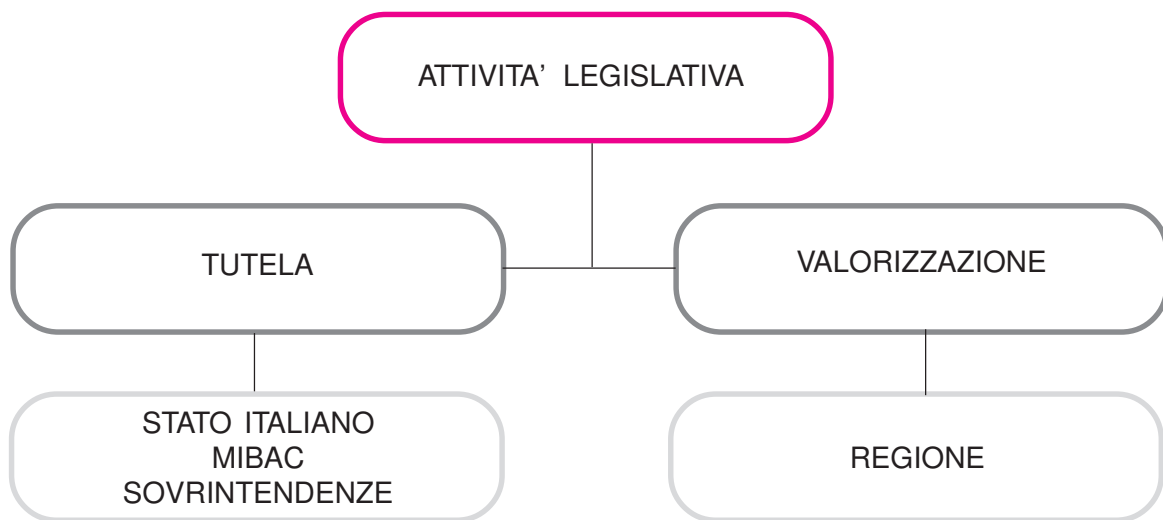 ATTIVITA’ LEGISLATIVA
TUTELA
VALORIZZAZIONE
STATO ITALIANO
MIBAC
SOVRINTENDENZE
REGIONE